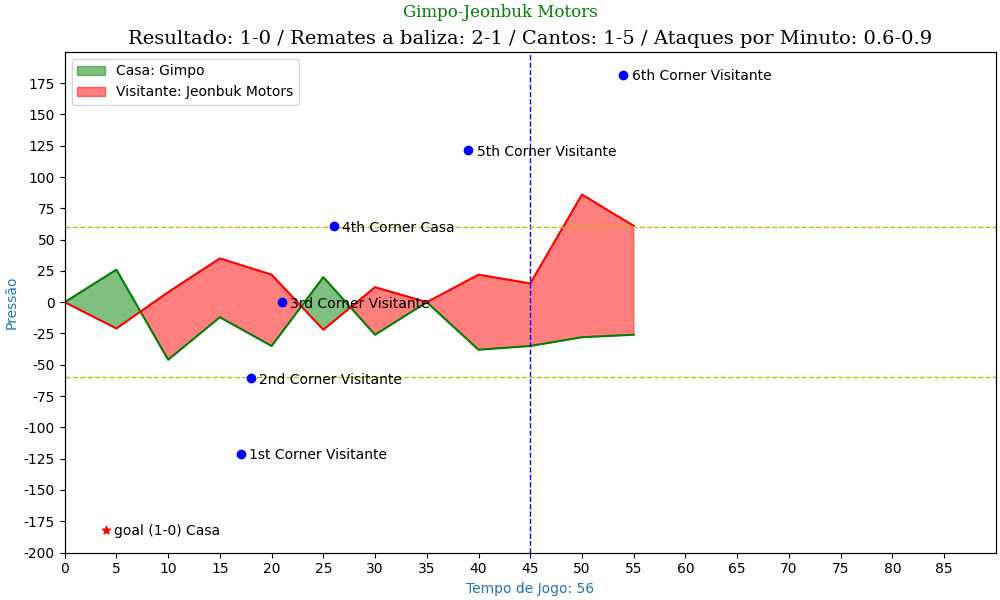 Gimpo-Jeonbuk Motors
Resultado: 1-0 / Remates a baliza: 2-1 / Cantos: 1-5 / Ataques por Minuto: 0.6-0.9
Casa: Gimpo
Visitante: Jeonbuk Motors
6th Corner Visitante
5th Corner Visitante
4th Corner Casa
3rd Corner Visitante
2nd Corner Visitante
1st Corner Visitante
goal (1-0) Casa
175
150
125
100
75
50
25
0
-25
-50
-75
-100
-125
-150
-175
-200
Pressão
0 5 10 15 20 25 30 35 40 45 50 55 60 65 70 75 80 85
Tempo de Jogo: 56